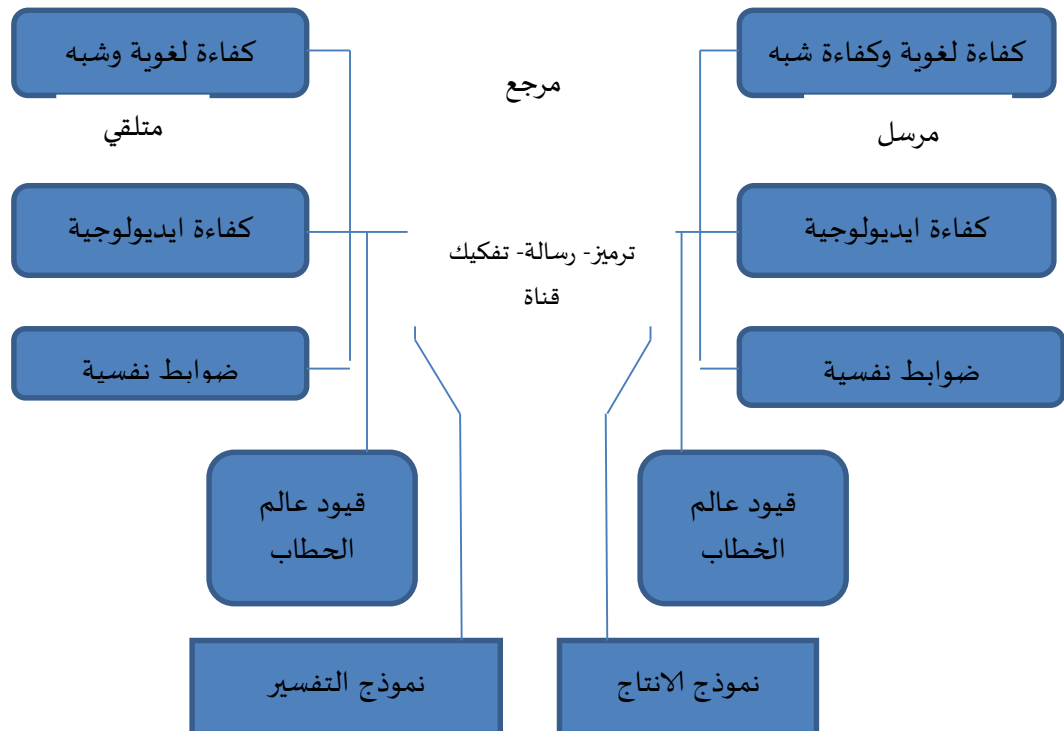 كفاءة لغوية وكفاءة شبه
كفاءة لغوية وشبه
مرجع
مرسل
متلقي
كفاءة ايديولوجية
كفاءة ايديولوجية
ترميز- رسالة- تفكيك
قناة
ضوابط نفسية
ضوابط نفسية
قيود عالم
الخطاب
قيود عالم
الحطاب
نموذج الانتاج
نموذج التفسير